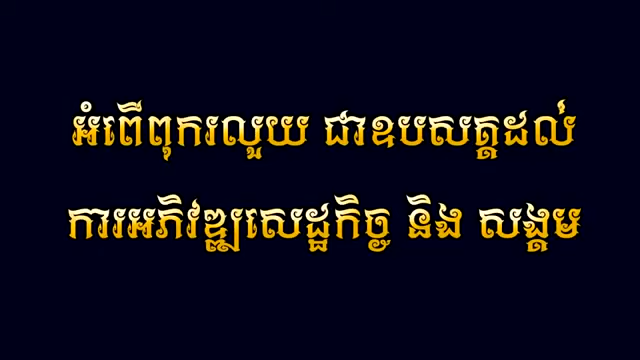 អំពើពុករលួយ ជាឧបសគ្គដល់
ការអភិវឌ្ឍសេដ្ឋកិច្ច និង សង្គម